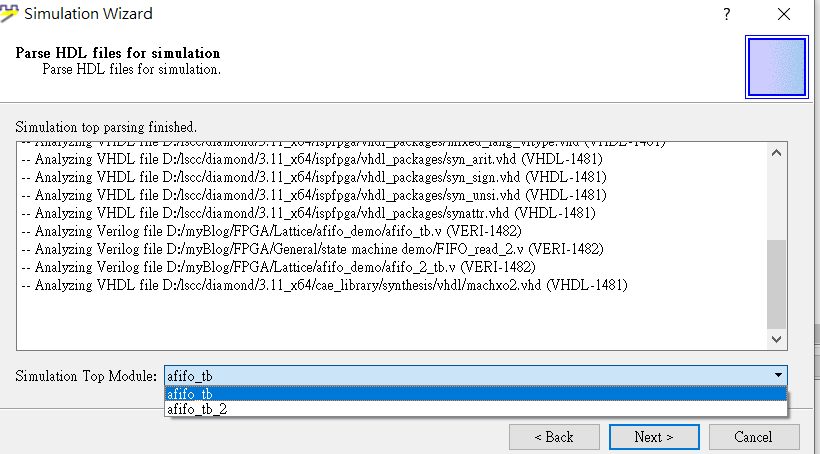 Simulation Wizard
?
Parse HDL files for simulation
Parse HDL files for simulation.
Simulation top parsing finished.
-- Analyzing VHDL file D:/lscc/diamond/3.11_x64/ispfpga/vhdl_packages/mixed_lang_vltype.vhd (VHDL-1481)
-- Analyzing VHDL file D:/lscc/diamond/3.11_x64/ispfpga/vhdl_packages/syn_arit.vhd (VHDL-1481)
-- Analyzing VHDL file D:/lscc/diamond/3.11_x64/ispfpga/vhdl_packages/syn_sign.vhd (VHDL-1481)
-- Analyzing VHDL file D:/lscc/diamond/3.11_x64/ispfpga/vhdl_packages/syn_unsi.vhd (VHDL-1481)
-- Analyzing VHDL file D:/lscc/diamond/3.11_x64/ispfpga/vhdl_packages/synattr.vhd (VHDL-1481)
-- Analyzing Verilog file D:/myBlog/FPGA/Lattice/afifo_demo/afifo_tb.v (VERI-1482)
-- Analyzing Verilog file D:/myBlog/FPGA/General/state machine demo/FIFO_read_2.v (VERI-1482)
-- Analyzing Verilog file D:/myBlog/FPGA/Lattice/afifo_demo/afifo_2_tb.v (VERI-1482)
-- Analyzing VHDL file D:/lscc/diamond/3.11_x64/cae_library/synthesis/vhdl/machxo2.vhd (VHDL-1481)
Simulation Top Module: afifo_tb
afifo_tb
afifo_tb_2
< Back Next > Cancel